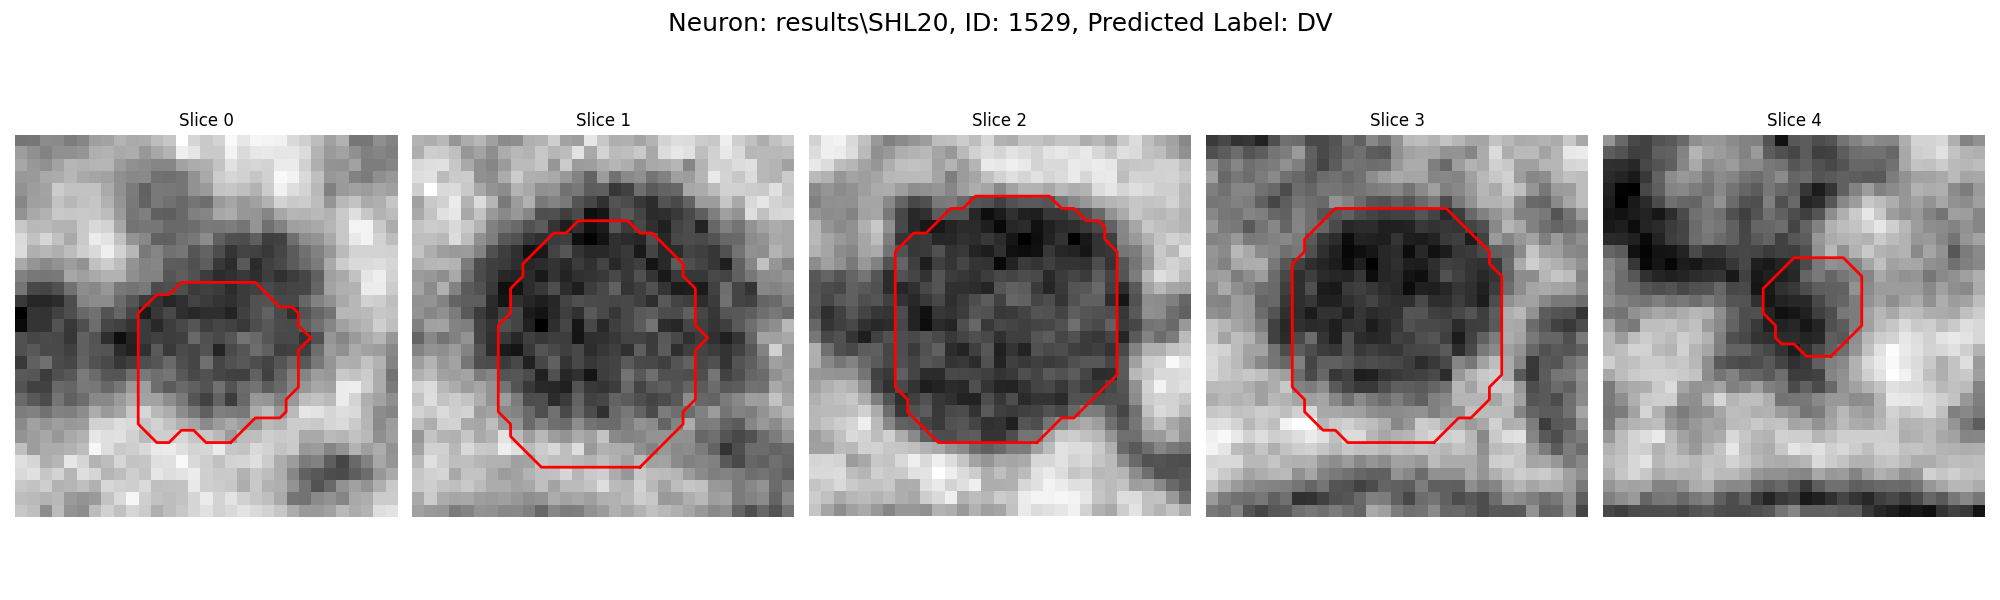 Neuron: results\SHL20, ID: 1529, Predicted Label: DV
Slice 0
Slice 1
Slice 2
Slice 3
Slice 4